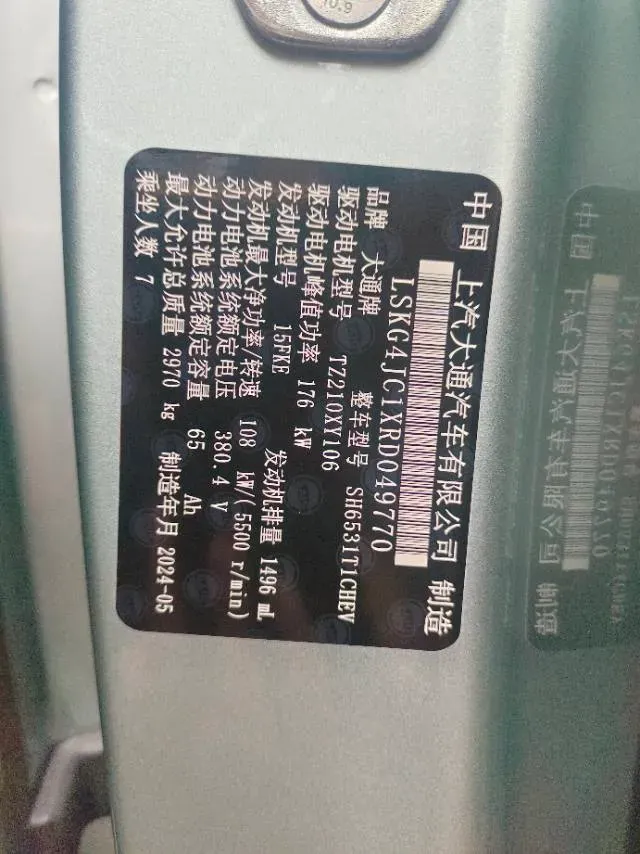 10.9
中国 上汽大通汽车有限公司 制造
LSKG4JC1XRD049770
品牌 大通牌 整车型号 SH6531T1CHEV
驱动电机型号 TZ210XY106
驱动电机峰值功率 176 kW
发动机型号 15FKE 发动机排量 1496 mL
发动机最大净功率/转速 108 kW/(5500 r/min)
动力电池系统额定电压 380.4 V
动力电池系统额定容量 65 Ah
最大允许总质量 2970 kg 制造年月 2024-05
乘坐人数 7